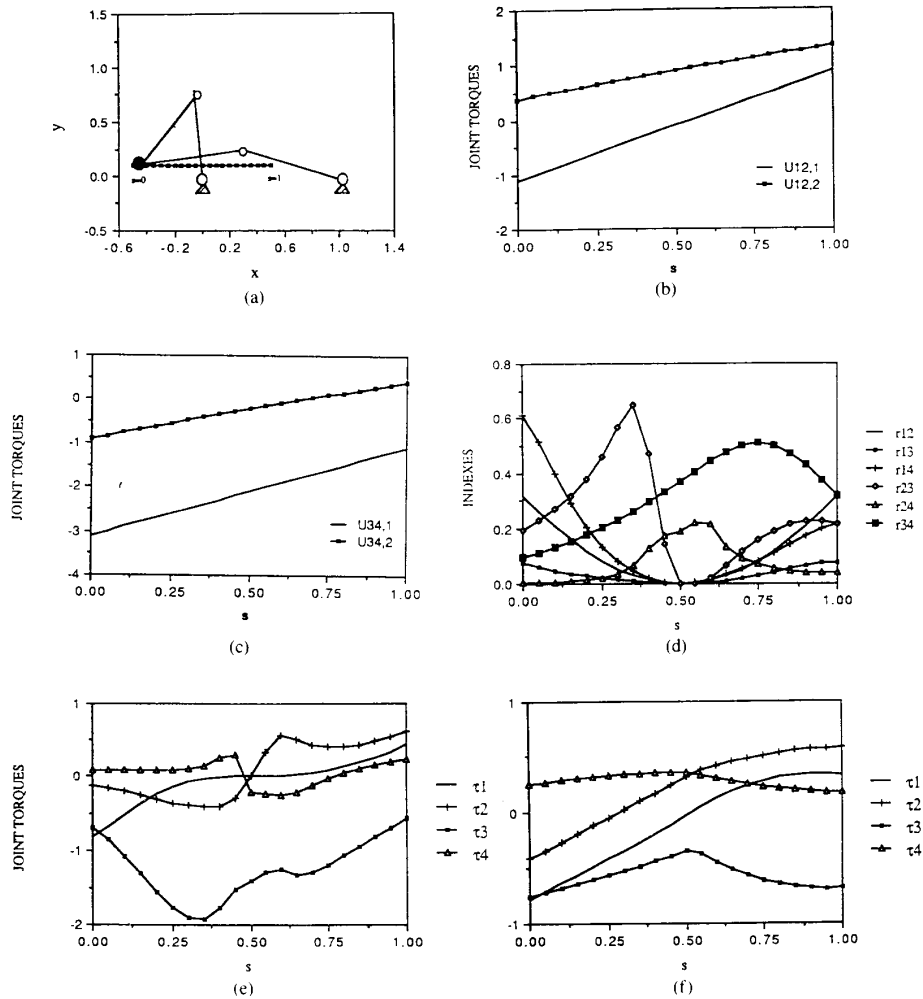 1.5
1.0
0.5
0.0
-0.5
y
-0.6
-0.2
0.2
0.6
1.0
1.4
x
(a)
2
1
0
-1
-2
JOINT TORQUES
U12,1
U12,2
0.00
0.25
0.50
0.75
1.00
s
(b)
1
0
-1
-2
-3
-4
JOINT TORQUES
U34,1
U34,2
0.00
0.25
0.50
0.75
1.00
s
(c)
0.8
0.6
0.4
0.2
0.0
INDEXES
r12
r13
r14
r23
r24
r34
0.00
0.25
0.50
0.75
1.00
s
(d)
1
0
-1
-2
JOINT TORQUES
τ1
τ2
τ3
τ4
0.00
0.25
0.50
0.75
1.00
s
(e)
1
0
-1
τ1
τ2
τ3
τ4
0.00
0.25
0.50
0.75
1.00
s
(f)